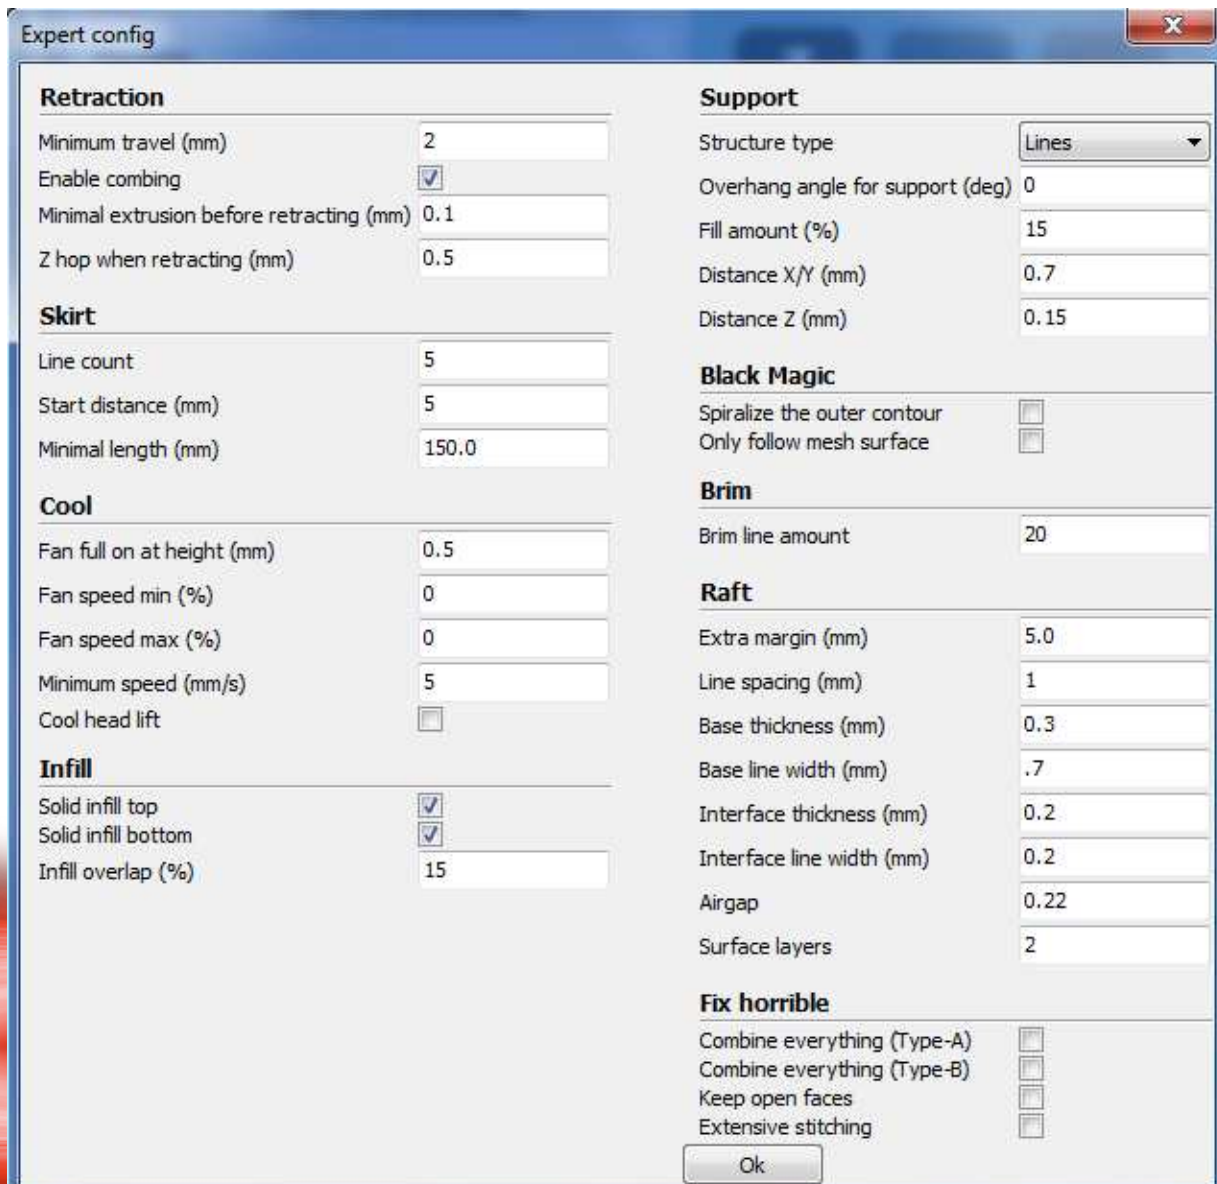 Expert config
Retraction
Minimum travel (mm) 2
Enable combing
Minimal extrusion before retracting (mm) 0.1
Z hop when retracting (mm) 0.5
Skirt
Line count 5
Start distance (mm) 5
Minimal length (mm) 150.0
Cool
Fan full on at height (mm) 0.5
Fan speed min (%) 0
Fan speed max (%) 0
Minimum speed (mm/s) 5
Cool head lift
Infill
Solid infill top
Solid infill bottom
Infill overlap (%) 15
Support
Structure type Lines
Overhang angle for support (deg) 0
Fill amount (%) 15
Distance X/Y (mm) 0.7
Distance Z (mm) 0.15
Black Magic
Spiralize the outer contour
Only follow mesh surface
Brim
Brim line amount 20
Raft
Extra margin (mm) 5.0
Line spacing (mm) 1
Base thickness (mm) 0.3
Base line width (mm) .7
Interface thickness (mm) 0.2
Interface line width (mm) 0.2
Airgap 0.22
Surface layers 2
Fix horrible
Combine everything (Type-A)
Combine everything (Type-B)
Keep open faces
Extensive stitching
Ok